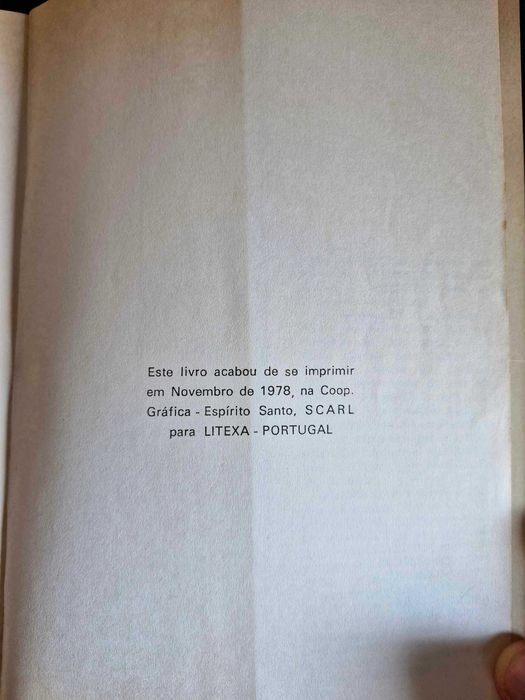 Este livro acabou de se imprimir
em Novembro de 1978, na Coop.
Gráfica - Espírito Santo, SCARL
para LITEXA - PORTUGAL